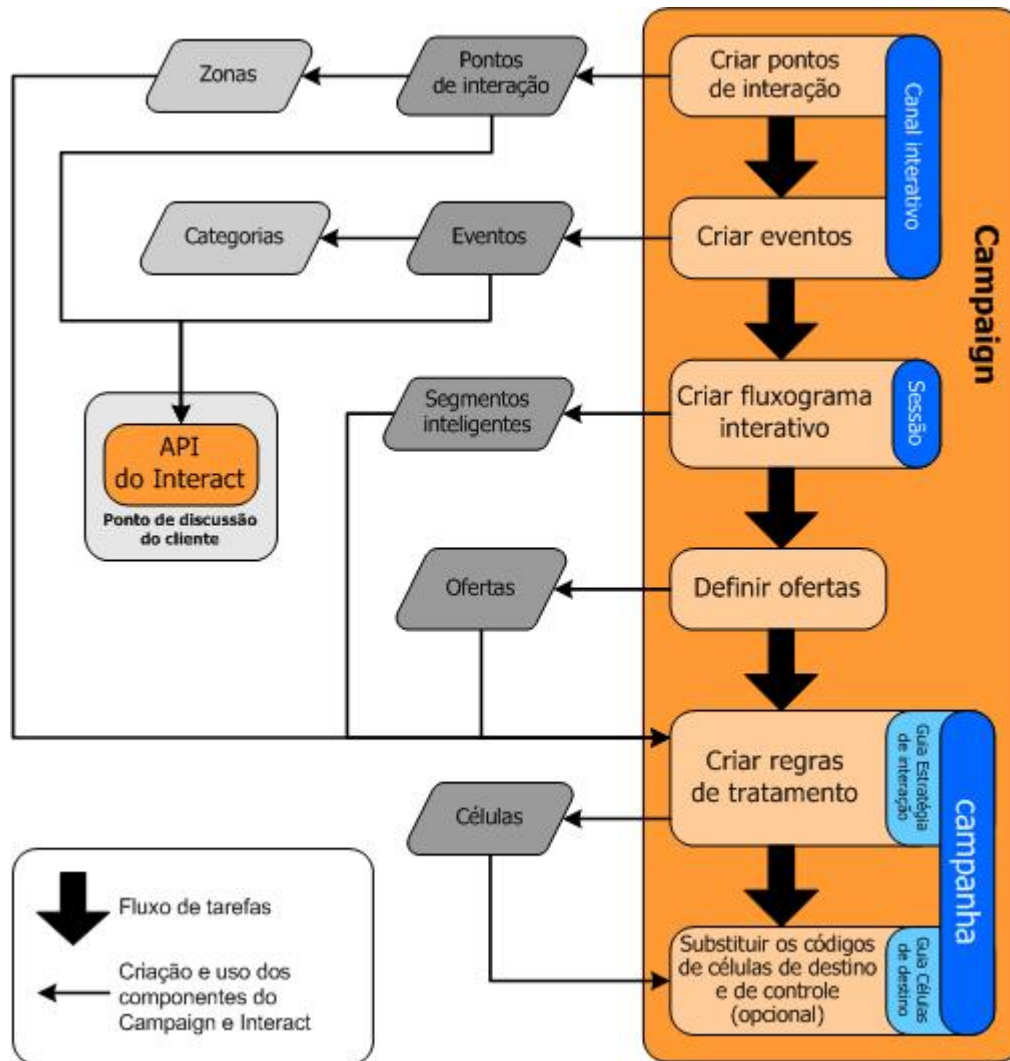 Zonas
Pontos
de interação
Criar pontos
de interação
Canal interativo
Categorias
Eventos
Criar eventos
Campaign
Segmentos
inteligentes
Criar fluxograma
interativo
Sessão
API
do Interact
Ponto de discussão
do cliente
Ofertas
Definir ofertas
Criar regras
de tratamento
Guia Estratégia
de interação
campanha
Células
Substituir os códigos
de células de destino
e de controle
(opcional)
Guia Células
de destino
Fluxo de tarefas
Criação e uso dos
componentes do
Campaign e Interact